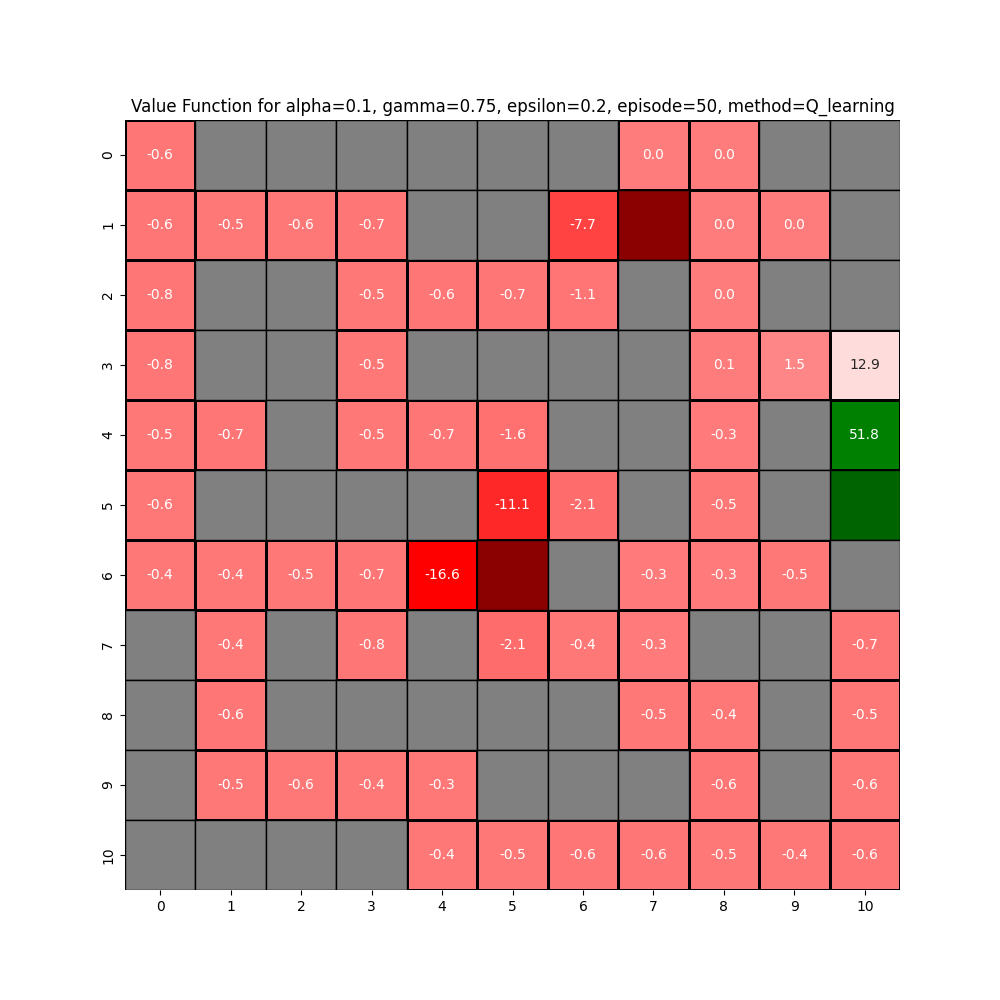 Value Function for alpha=0.1, gamma=0.75, epsilon=0.2, episode=50, method=Q_learning
0 -0.6 0.0 0.0
1 -0.6 -0.5 -0.6 -0.7 -7.7 0.0 0.0
2 -0.8 -0.5 -0.6 -0.7 -1.1 0.0
3 -0.8 -0.5 0.1 1.5 12.9
4 -0.5 -0.7 -0.5 -0.7 -1.6 -0.3 51.8
5 -0.6 -11.1 -2.1 -0.5
6 -0.4 -0.4 -0.5 -0.7 -16.6 -0.3 -0.3 -0.5
7 -0.4 -0.8 -2.1 -0.4 -0.3 -0.7
8 -0.6 -0.5 -0.4 -0.5
9 -0.5 -0.6 -0.4 -0.3 -0.6 -0.6
10 -0.4 -0.5 -0.6 -0.6 -0.5 -0.4 -0.6
0 1 2 3 4 5 6 7 8 9 10